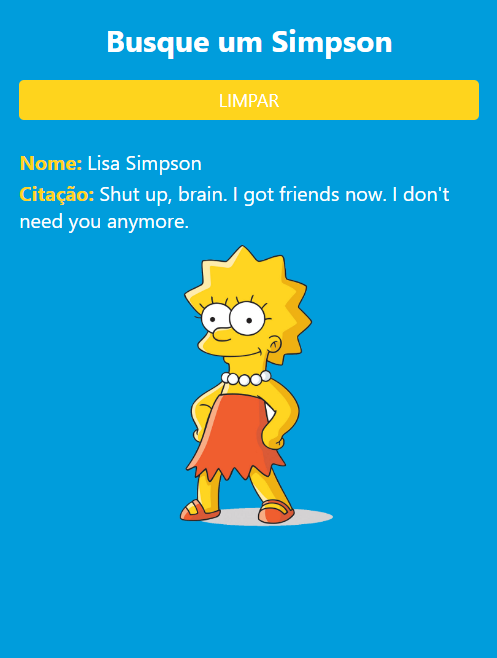 Busque um Simpson
LIMPAR
Nome: Lisa Simpson
Citação: Shut up, brain. I got friends now. I don't
need you anymore.